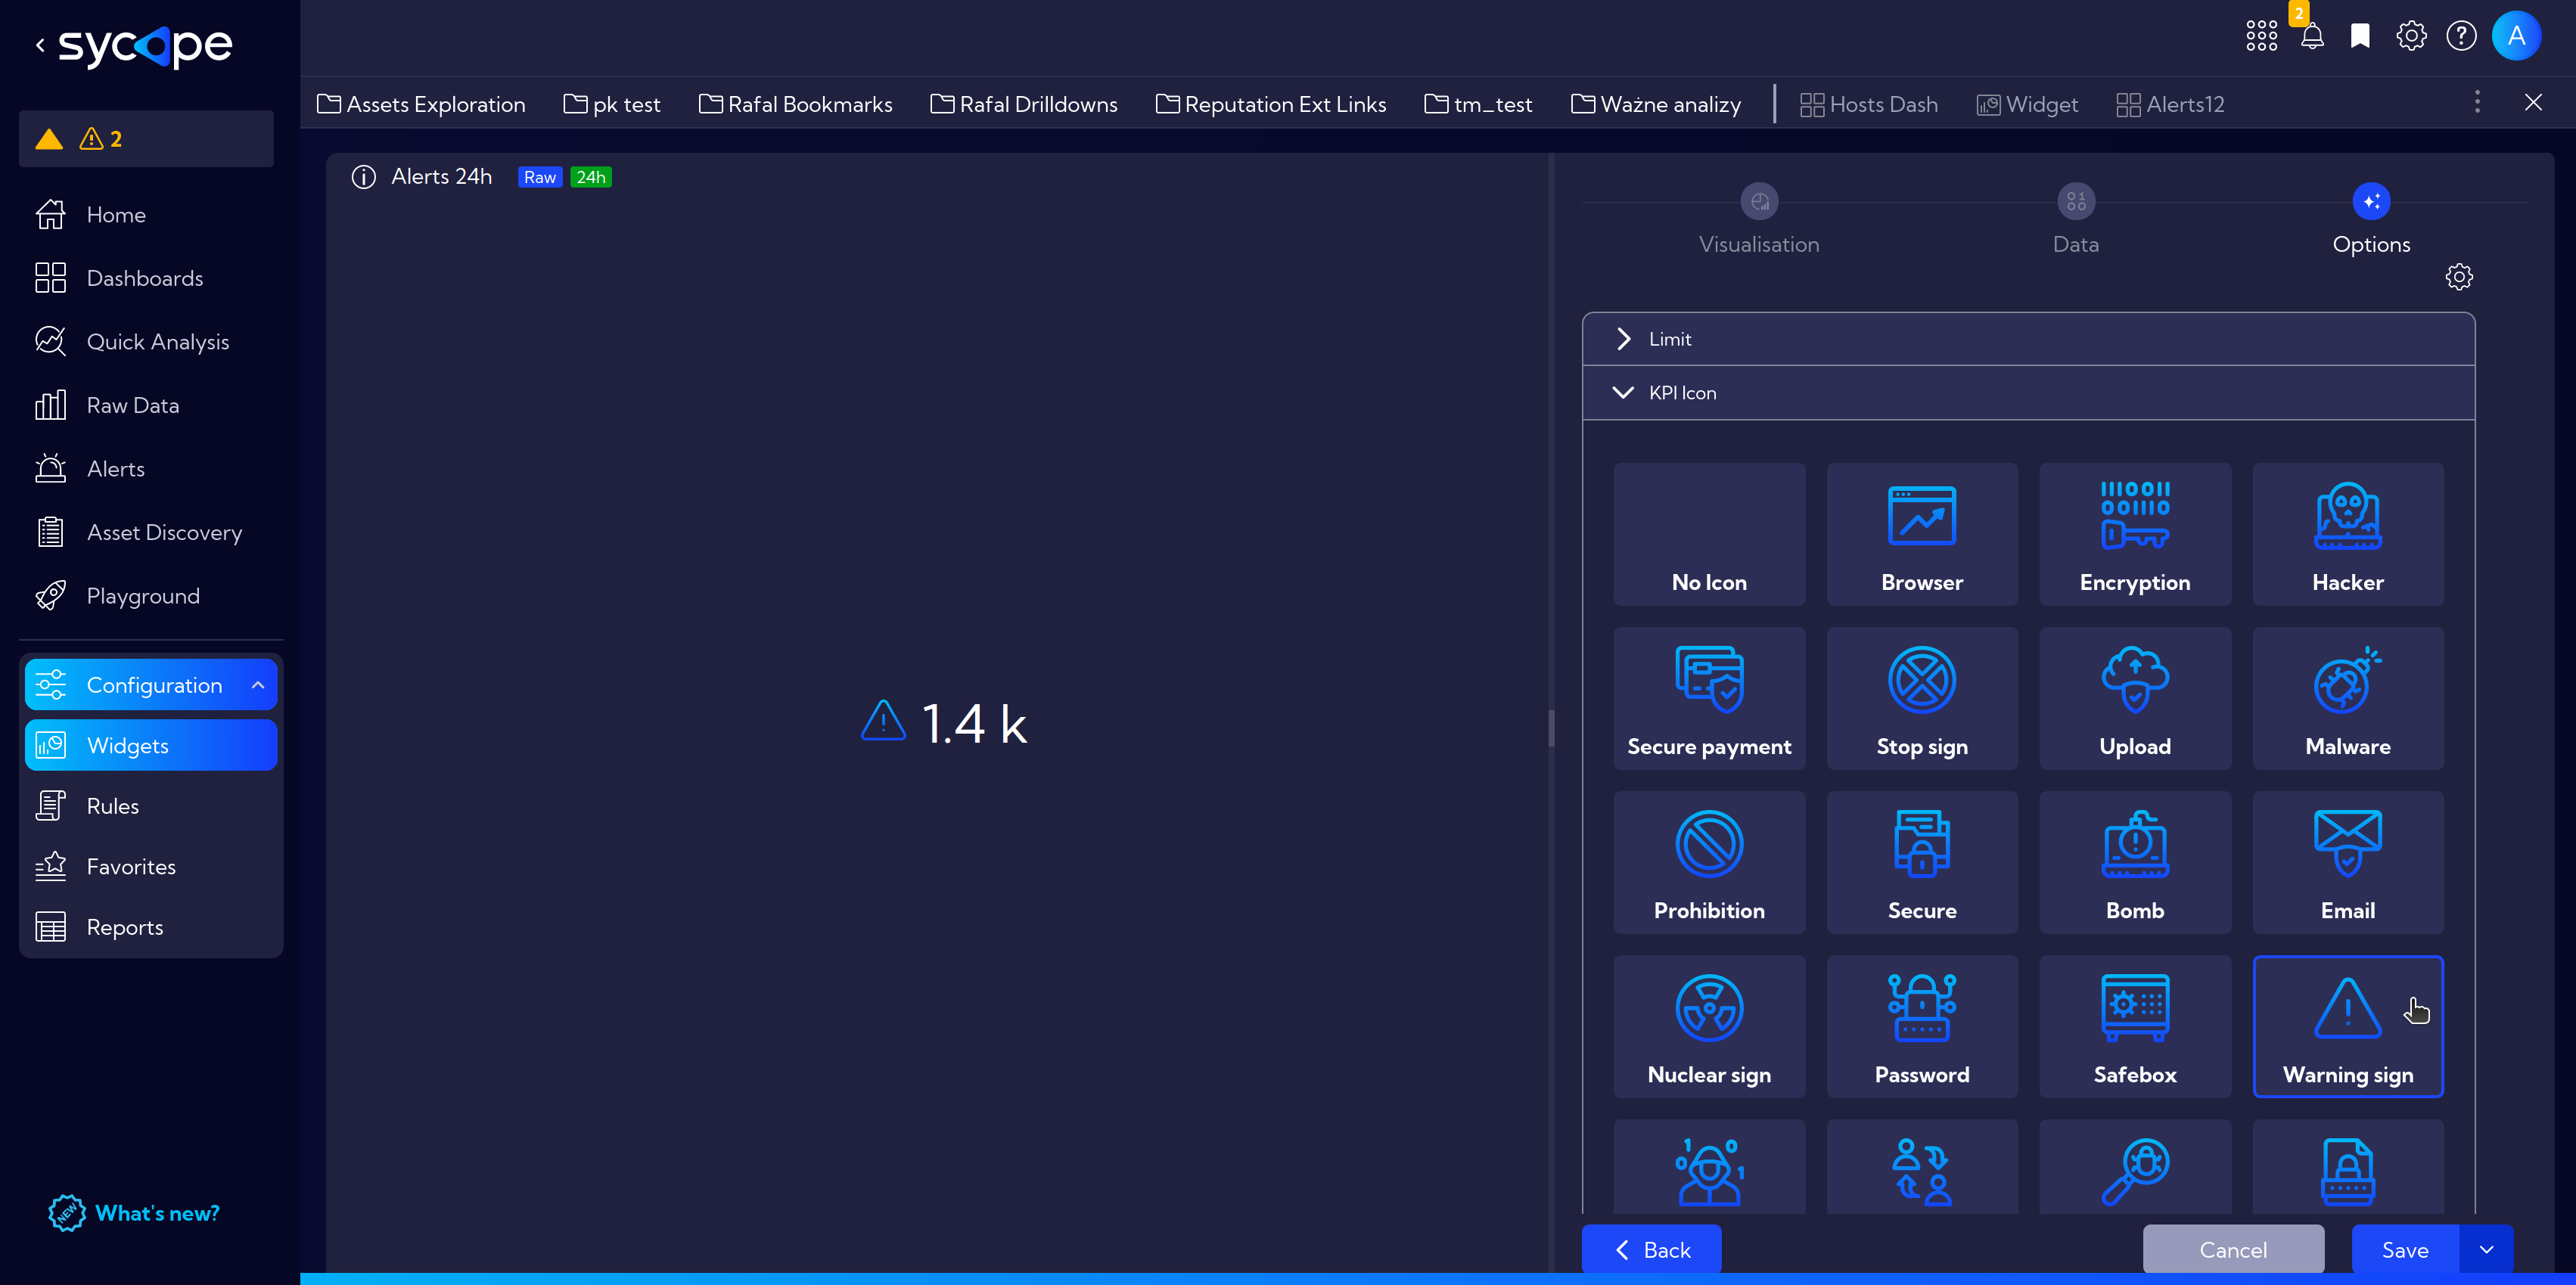 sycope
2
A
Assets Exploration
pk test
Rafal Bookmarks
Rafal Drilldowns
Reputation Ext Links
tm_test
Ważne analizy
Hosts Dash
Widget
Alerts12
2
Home
Dashboards
Quick Analysis
Raw Data
Alerts
Asset Discovery
Playground
Configuration
Widgets
Rules
Favorites
Reports
NEW
What's new?
Alerts 24h
Raw
24h
1.4 k
Visualisation
Data
Options
Limit
KPI Icon
No Icon
Browser
Encryption
Hacker
Secure payment
Stop sign
Upload
Malware
Prohibition
Secure
Bomb
Email
Nuclear sign
Password
Safebox
Warning sign
Back
Cancel
Save